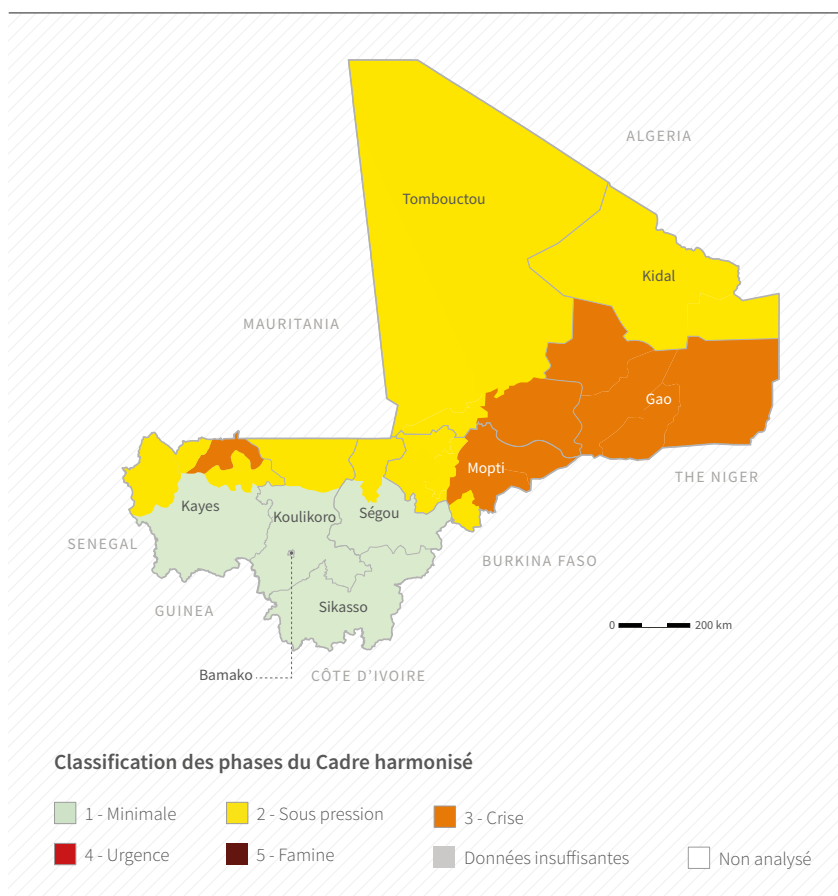 ALGERIA
Tombouctou
Kidal
MAURITANIA
Gao
Mopti
THE NIGER
Kayes
Koulikoro
Ségou
SENEGAL
BURKINA FASO
GUINEA
Sikasso
0 200 km
Bamako
CÔTE D'IVOIRE
Classification des phases du Cadre harmonisé
1 - Minimale
2 - Sous pression
3 - Crise
4 - Urgence
5 - Famine
Données insuffisantes
Non analysé